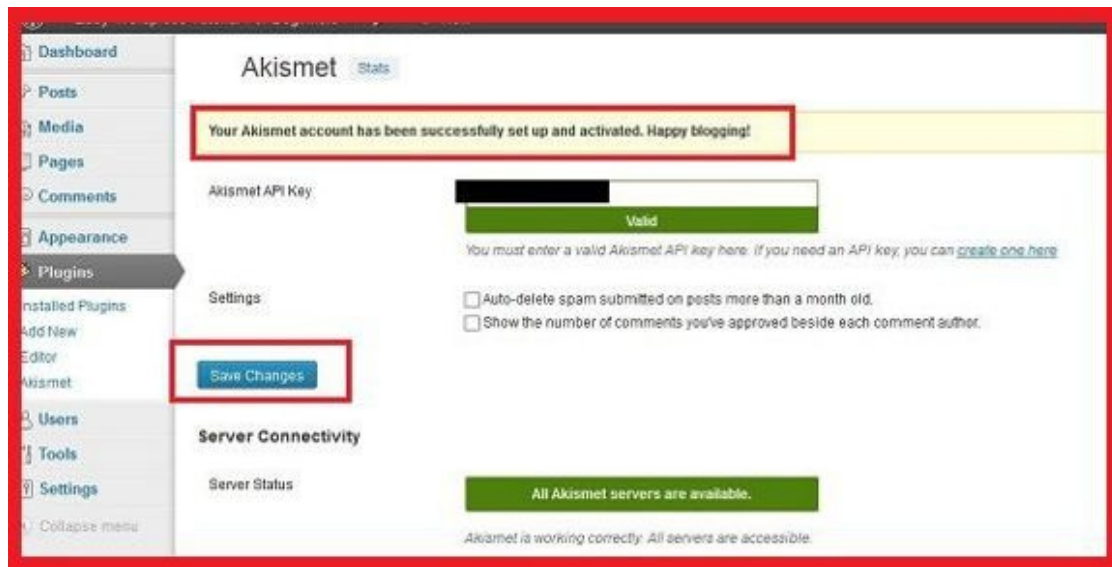 Dashboard
Posts
Media
Pages
Comments
Appearance
Plugins
Installed Plugins
Add New
Editor
Akismet
Users
Tools
Settings
Collapse menu
Akismet Stats
Your Akismet account has been successfully set up and activated. Happy blogging!
Akismet API Key
Valid
You must enter a valid Akismet API key here. If you need an API key, you can create one here
Settings
Auto-delete spam submitted on posts more than a month old.
Show the number of comments you've approved beside each comment author.
Save Changes
Server Connectivity
Server Status
All Akismet servers are available.
Akismet is working correctly. All servers are accessible.